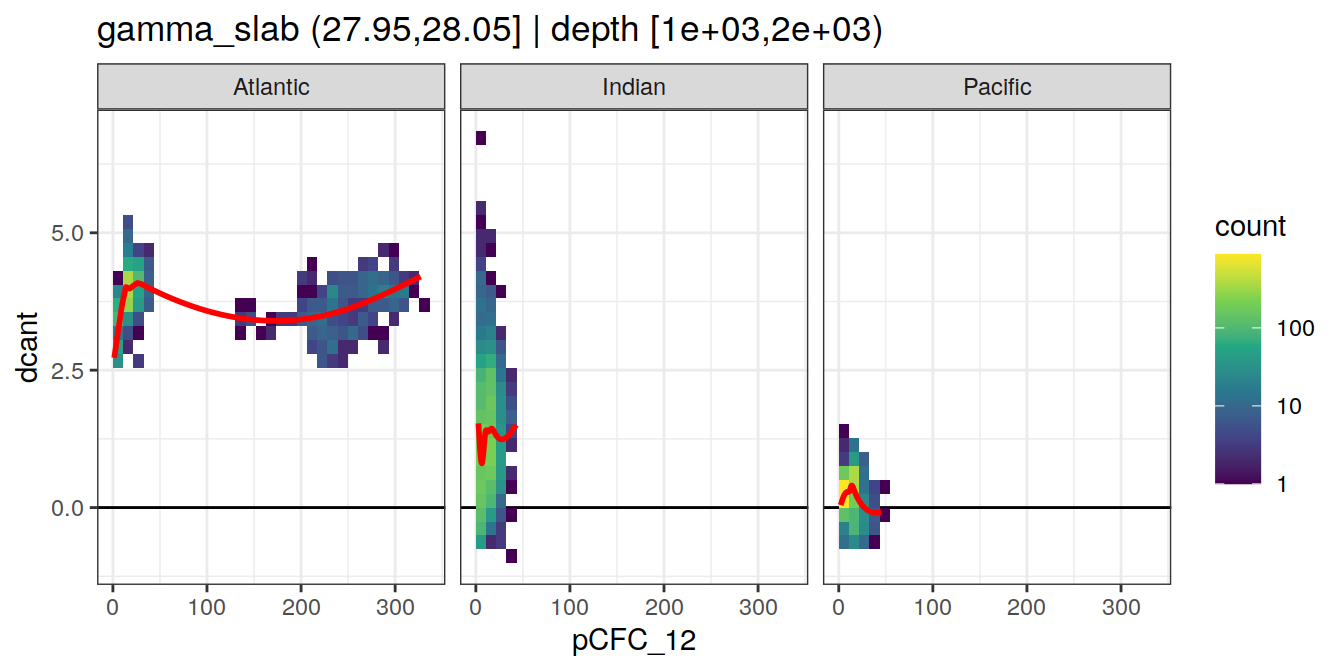 gamma_slab (27.95,28.05] | depth [1e+03,2e+03)
Atlantic Indian Pacific
dcant
5.0
2.5
0.0
0 100 200 300 0 100 200 300 0 100 200 300
pCFC_12
count
100
10
1